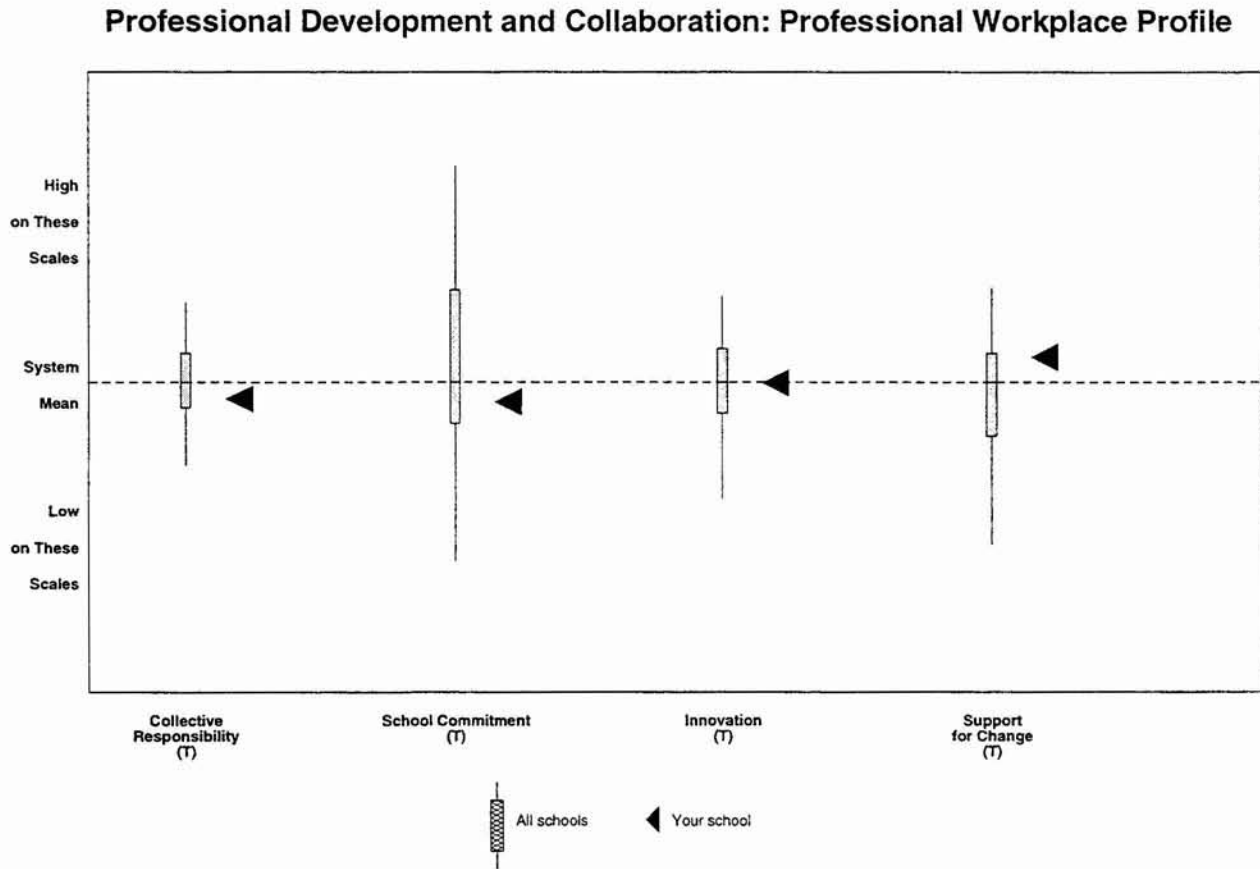 Professional Development and Collaboration: Professional Workplace Profile
High
on These
Scales
System
Mean
Low
on These
Scales
Collective
Responsibility
(T)
School Commitment
(T)
Innovation
(T)
Support
for Change
(T)
All schools
Your school